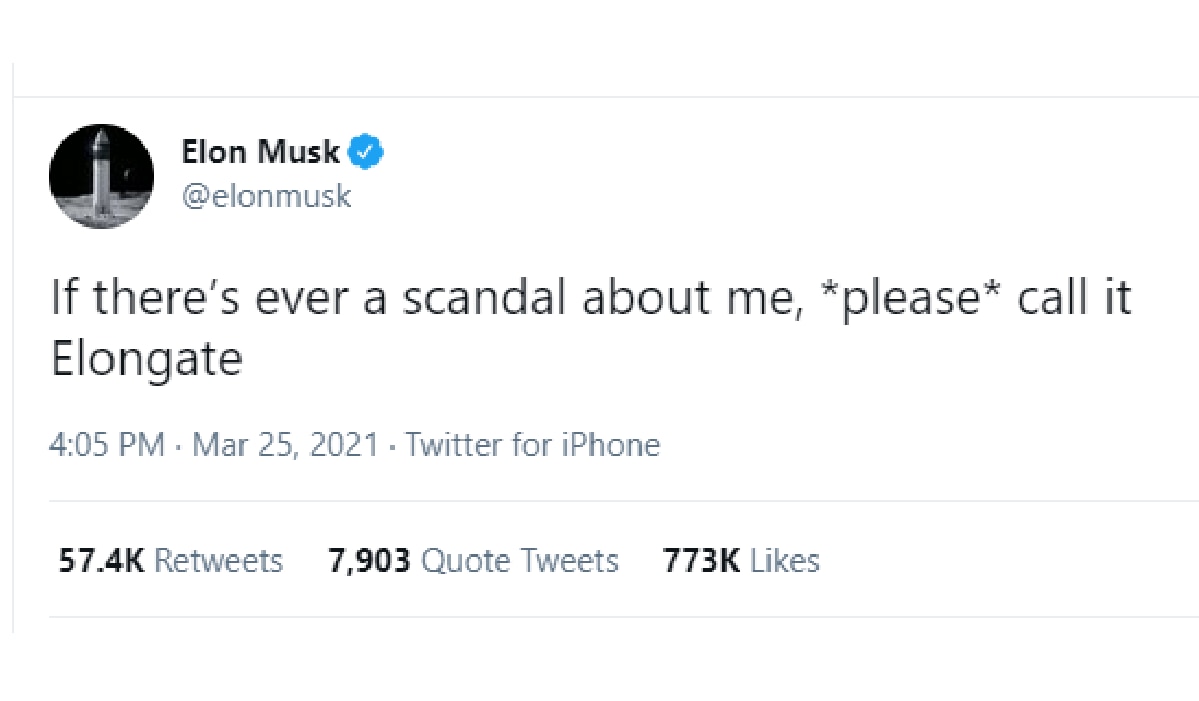 Elon Musk
@elonmusk
If there’s ever a scandal about me, *please* call it
Elongate
4:05 PM · Mar 25, 2021 · Twitter for iPhone
57.4K Retweets 7,903 Quote Tweets 773K Likes